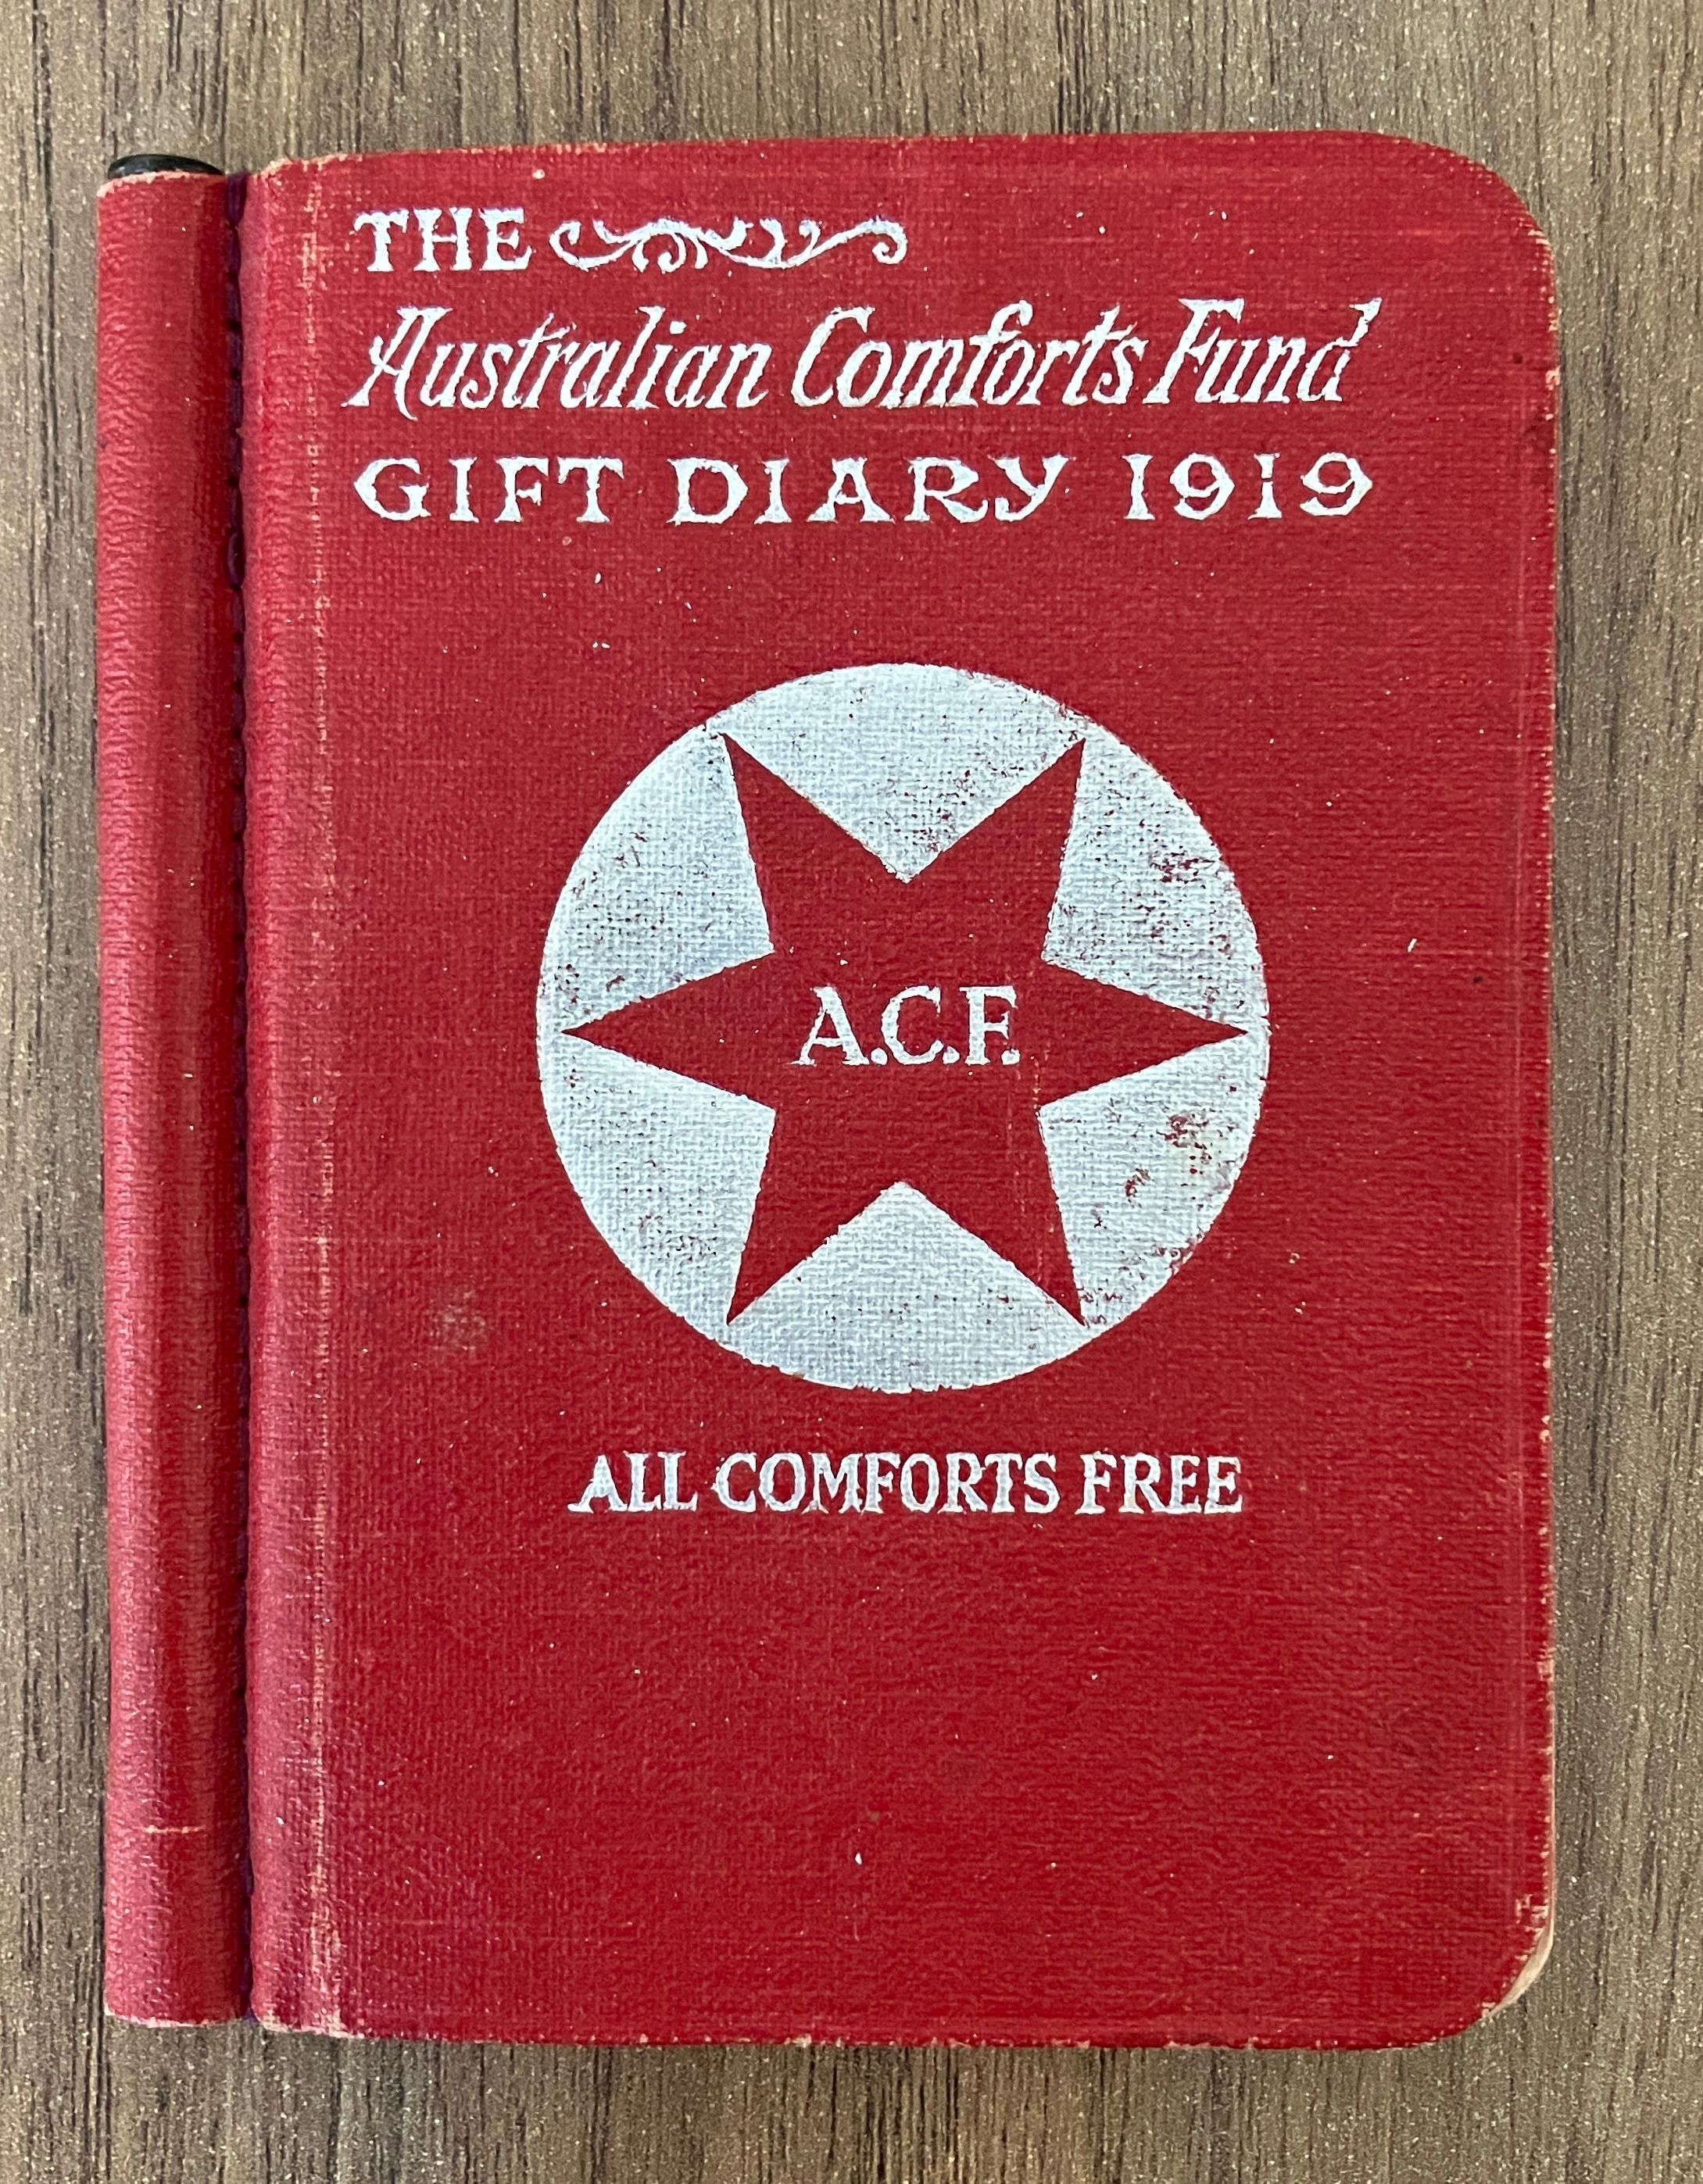 THE
Australian Comforts Fund
GIFT DIARY 1919
A.C.F.
ALL COMFORTS FREE